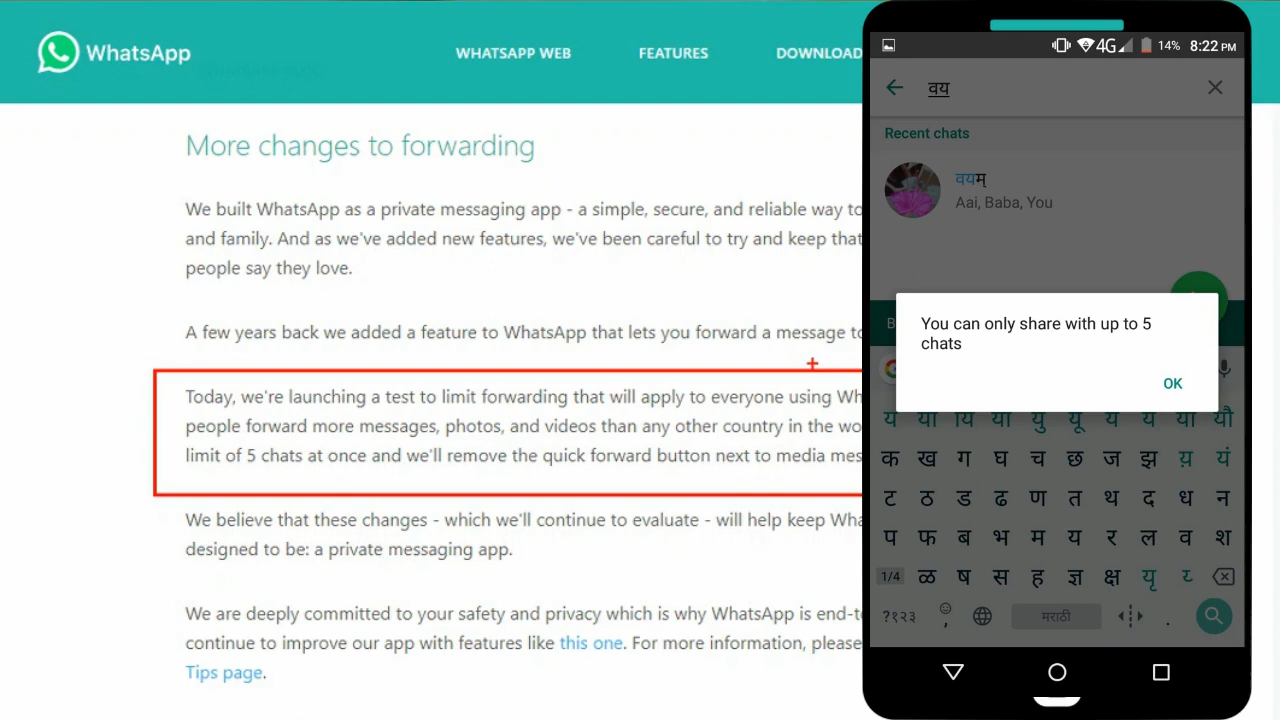 WhatsApp
WHATSAPP WEB
FEATURES
DOWNLOAD
More changes to forwarding
We built WhatsApp as a private messaging app - a simple, secure, and reliable way to
and family. And as we've added new features, we've been careful to try and keep that
people say they love.
A few years back we added a feature to WhatsApp that lets you forward a message to
Today, we're launching a test to limit forwarding that will apply to everyone using Wh
people forward more messages, photos, and videos than any other country in the wo
limit of 5 chats at once and we'll remove the quick forward button next to media mes
We believe that these changes - which we'll continue to evaluate - will help keep Wha
designed to be: a private messaging app.
We are deeply committed to your safety and privacy which is why WhatsApp is end-t
continue to improve our app with features like this one. For more information, please
Tips page.
4G 14% 8:22 PM
वय
Recent chats
वयम्
Aai, Baba, You
You can only share with up to 5
chats
OK
क ख ग घ च छ ज झ य़ यं
ट ठ ड ढ ण त थ द ध न
प फ ब भ म य र ल व श
1/4 ळ ष स ह ज्ञ क्ष यृ
?१२३ , मराठी .